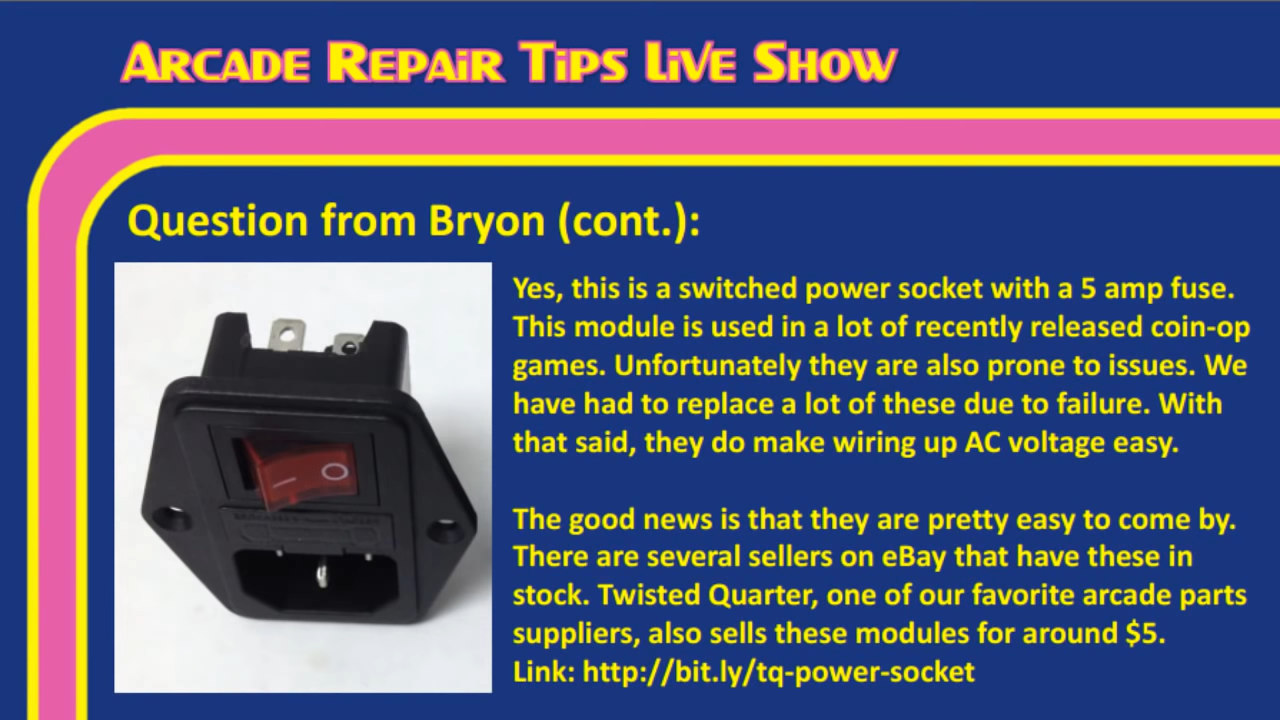 Arcade Repair Tips Live Show
Question from Bryon (cont.):
Yes, this is a switched power socket with a 5 amp fuse.
This module is used in a lot of recently released coin-op
games. Unfortunately they are also prone to issues. We
have had to replace a lot of these due to failure. With
that said, they do make wiring up AC voltage easy.
The good news is that they are pretty easy to come by.
There are several sellers on eBay that have these in
stock. Twisted Quarter, one of our favorite arcade parts
suppliers, also sells these modules for around $5.
Link: http://bit.ly/tq-power-socket